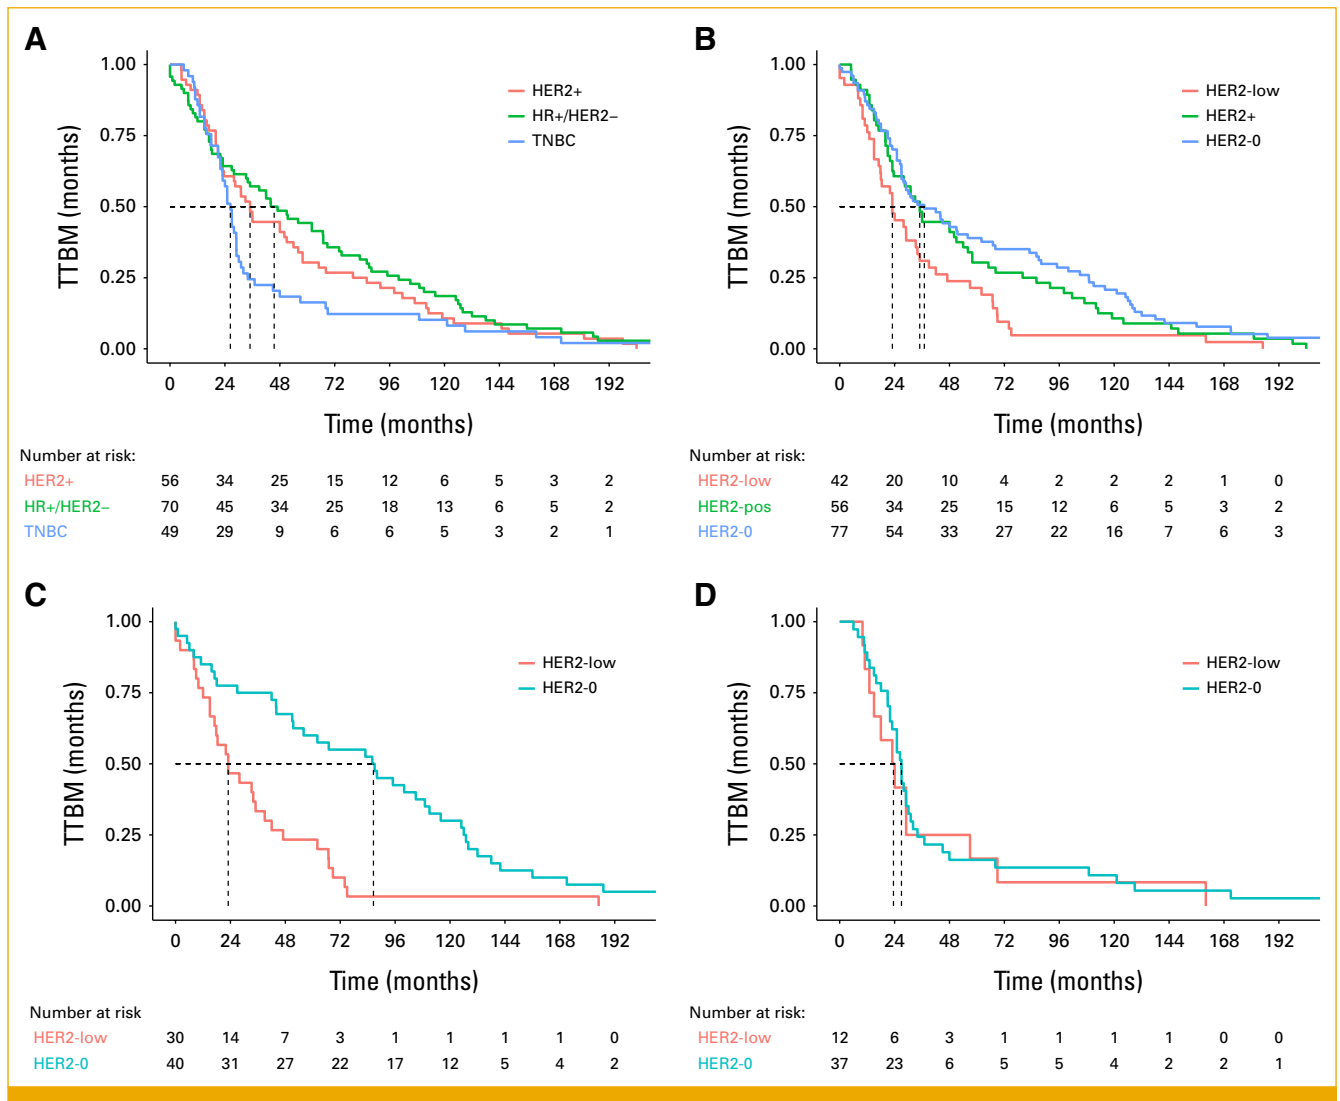 A
TTBM (months)
1.00
0.75
0.50
0.25
0.00
HER2+
HR+/HER2−
TNBC
0 24 48 72 96 120 144 168 192
Time (months)
Number at risk:
HER2+ 56 34 25 15 12 6 5 3 2
HR+/HER2− 70 45 34 25 18 13 6 5 2
TNBC 49 29 9 6 6 5 3 2 1
B
TTBM (months)
1.00
0.75
0.50
0.25
0.00
HER2-low
HER2+
HER2-0
0 24 48 72 96 120 144 168 192
Time (months)
Number at risk:
HER2-low 42 20 10 4 2 2 2 1 0
HER2-pos 56 34 25 15 12 6 5 3 2
HER2-0 77 54 33 27 22 16 7 6 3
C
TTBM (months)
1.00
0.75
0.50
0.25
0.00
HER2-low
HER2-0
0 24 48 72 96 120 144 168 192
Time (months)
Number at risk
HER2-low 30 14 7 3 1 1 1 1 0
HER2-0 40 31 27 22 17 12 5 4 2
D
TTBM (months)
1.00
0.75
0.50
0.25
0.00
HER2-low
HER2-0
0 24 48 72 96 120 144 168 192
Time (months)
Number at risk:
HER2-low 12 6 3 1 1 1 1 0 0
HER2-0 37 23 6 5 5 4 2 2 1